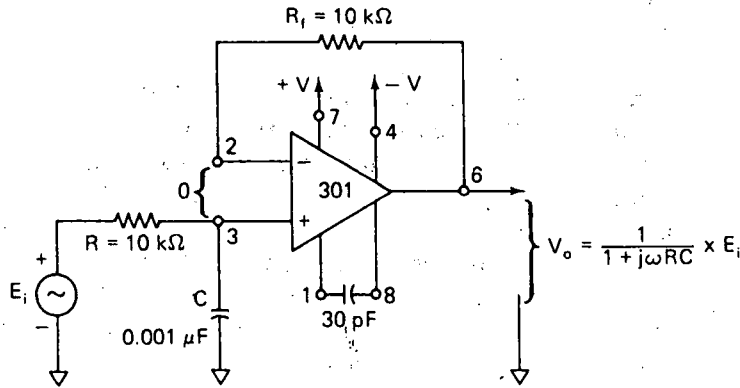 R_f = 10 kΩ
+ V
− V
7
4
2
6
−
0
301
3
+
R = 10 kΩ
V_o = 1 / (1 + jωRC) x E_i
+
E_i
−
C
0.001 μF
1
8
30 pF